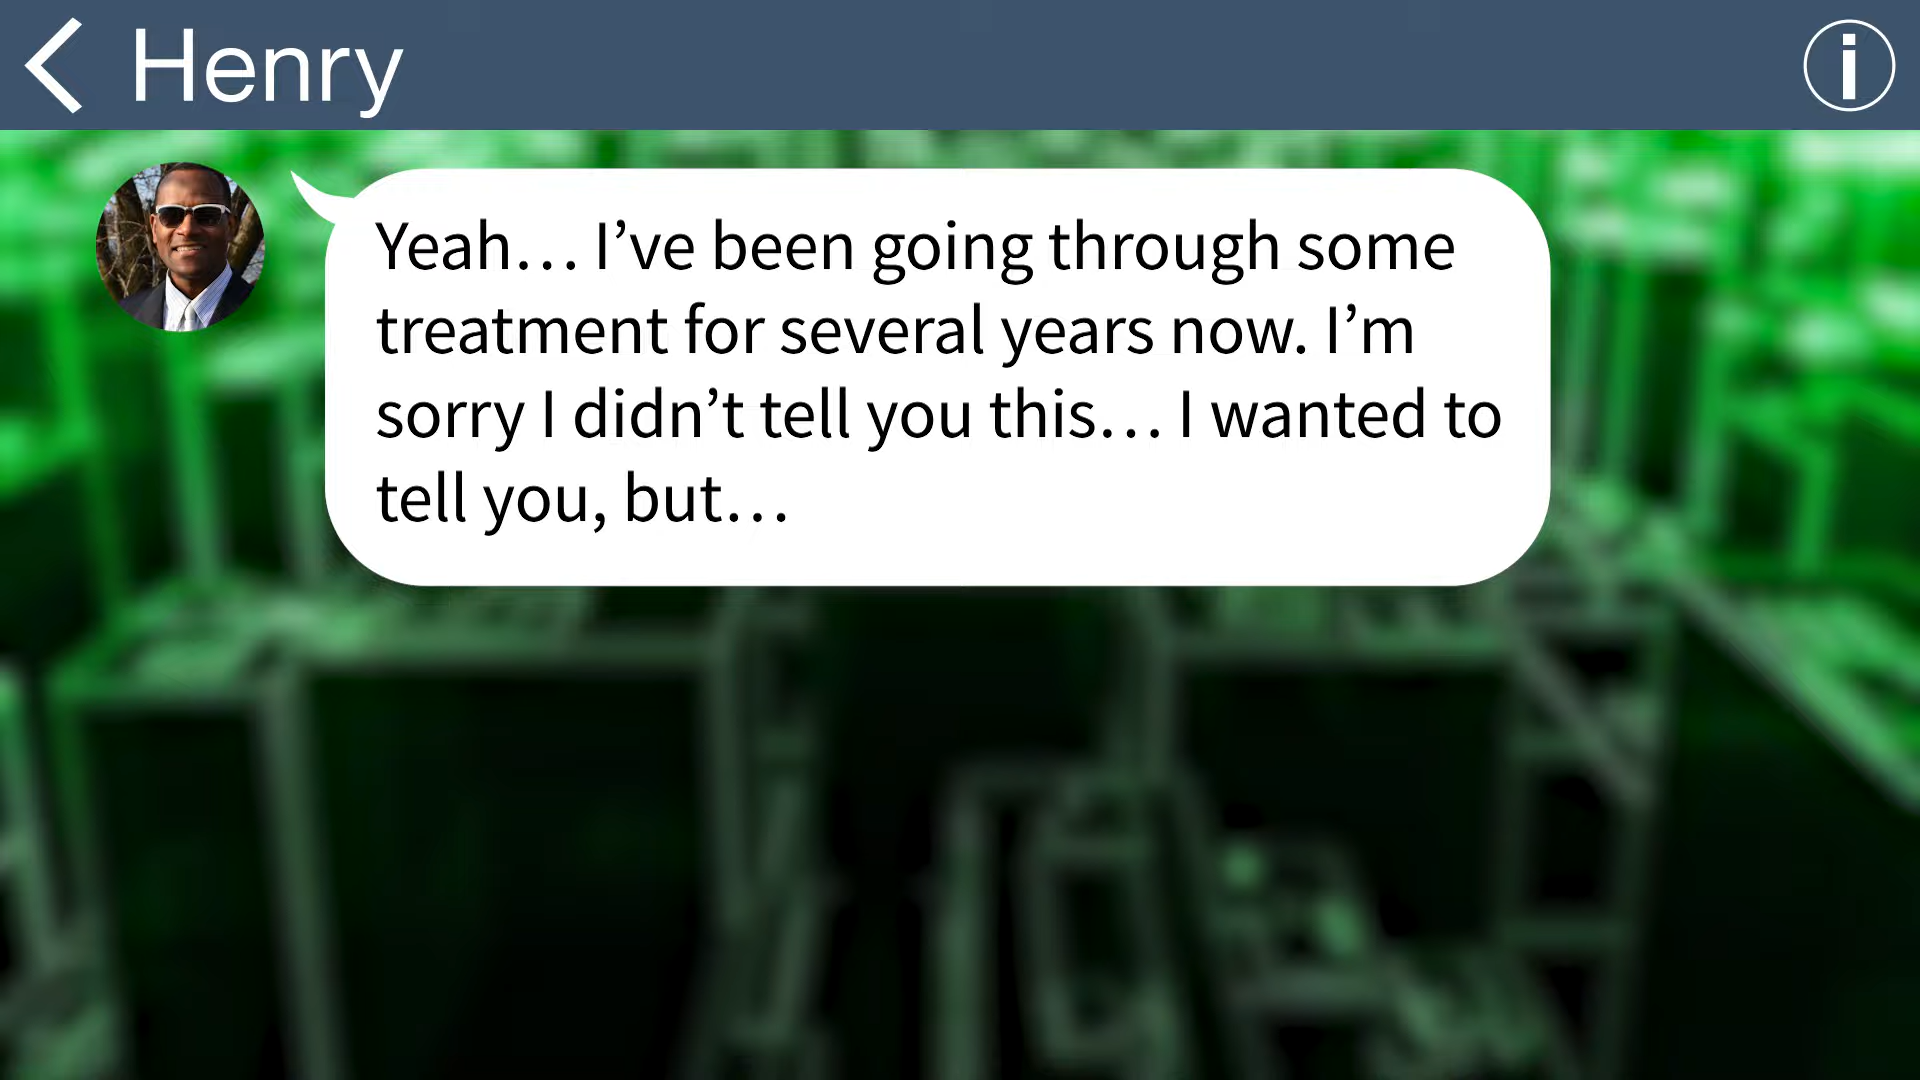 Henry
Yeah… I’ve been going through some
treatment for several years now. I’m
sorry I didn’t tell you this… I wanted to
tell you, but…